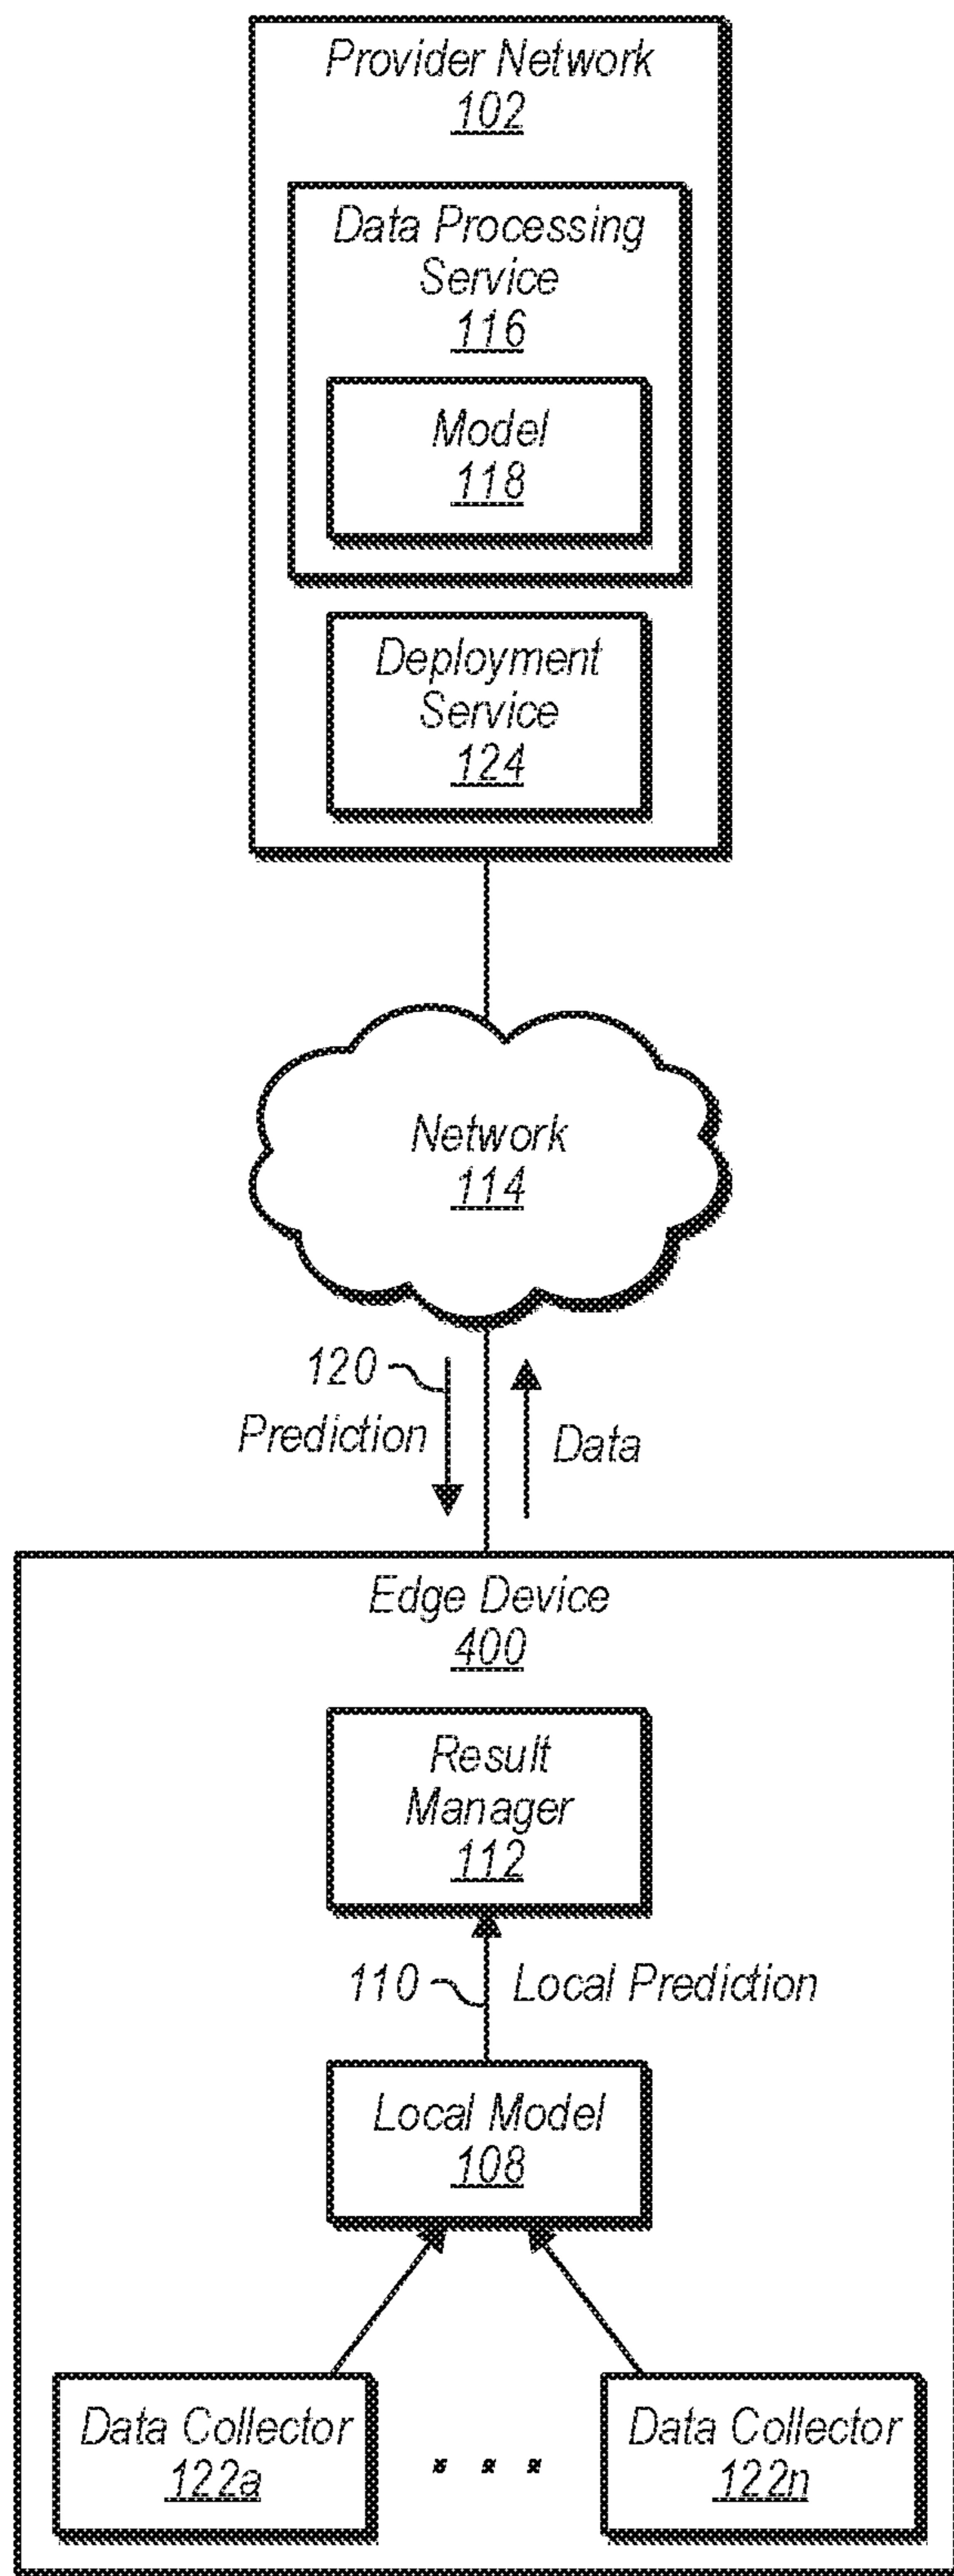 Provider Network
102
Data Processing
Service
116
Model
118
Deployment
Service
124
Network
114
120
Prediction
Data
Edge Device
400
Result
Manager
112
110
Local Prediction
Local Model
108
Data Collector
122a
. . .
Data Collector
122n